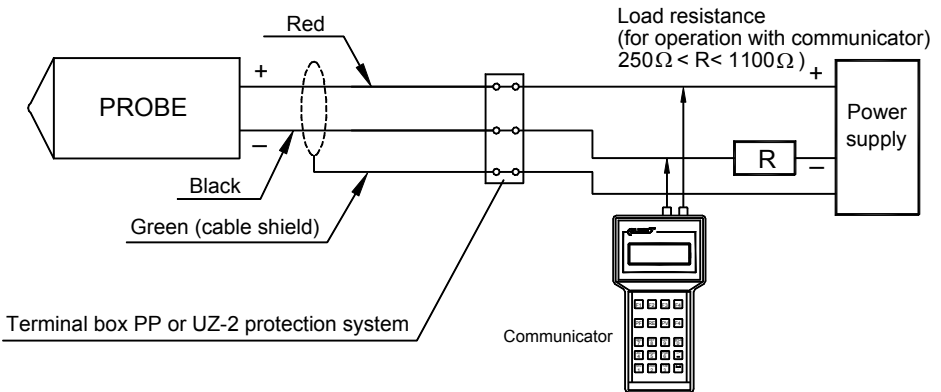 Red
Load resistance
(for operation with communicator)
250Ω < R< 1100Ω )
+
+
PROBE
Power
supply
R
–
–
Black
Green (cable shield)
Terminal box PP or UZ-2 protection system
Communicator